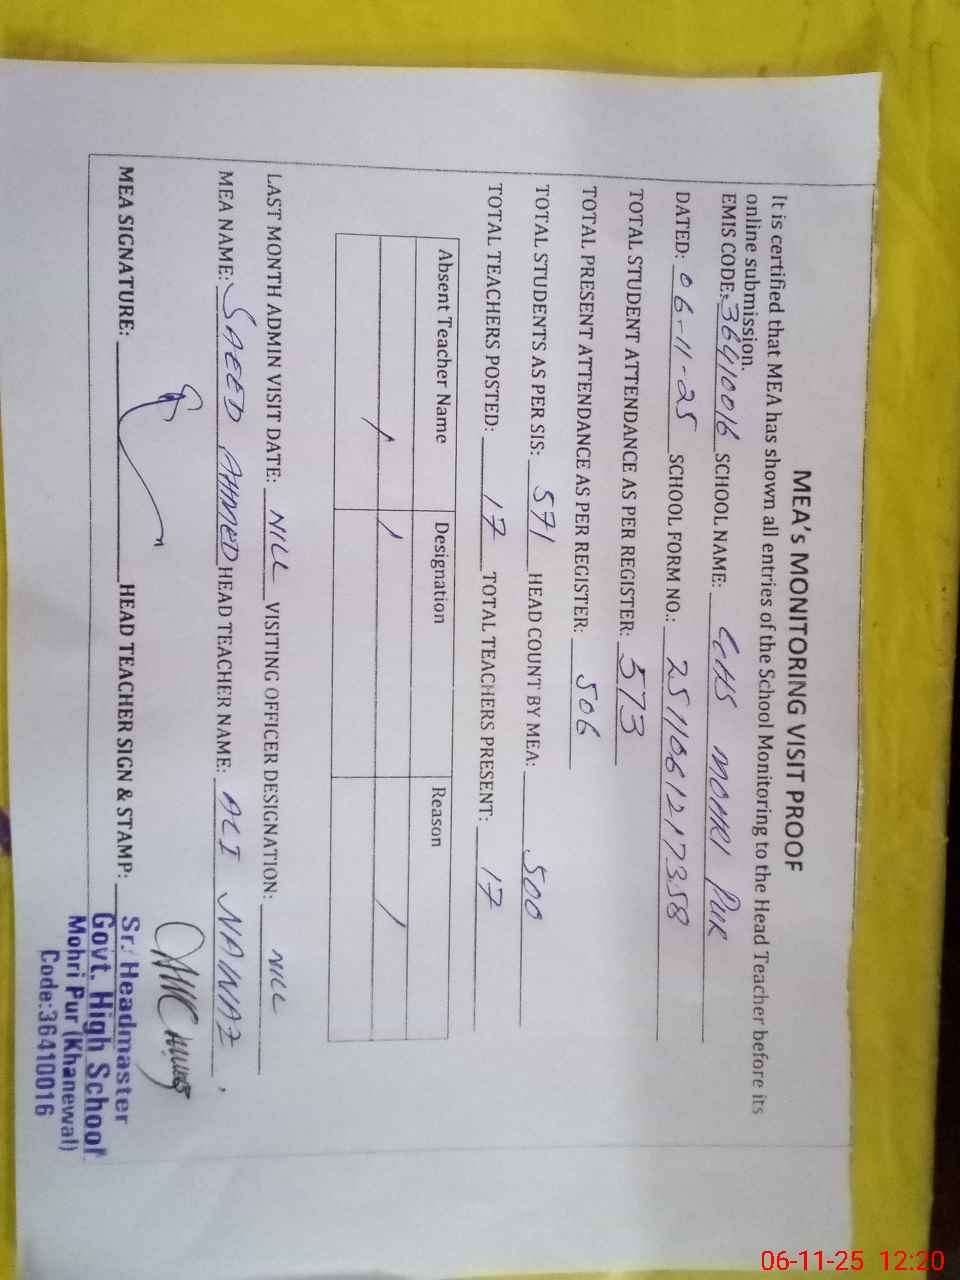 MEA's MONITORING VISIT PROOF
It is certified that MEA has shown all entries of the School Monitoring to the Head Teacher before its
online submission.
EMIS CODE: 36410016 SCHOOL NAME: GHS MOHRI PUR
DATED: 06-11-25 SCHOOL FORM NO.: 2511061217358
TOTAL STUDENT ATTENDANCE AS PER REGISTER: 573
TOTAL PRESENT ATTENDANCE AS PER REGISTER: 506
TOTAL STUDENTS AS PER SIS: 571 HEAD COUNT BY MEA: 500
TOTAL TEACHERS POSTED: 17 TOTAL TEACHERS PRESENT: 17
Absent Teacher Name Designation Reason
/ / /
LAST MONTH ADMIN VISIT DATE: NILL VISITING OFFICER DESIGNATION: NILL
MEA NAME: SAEED AHMED HEAD TEACHER NAME: ALI NAWAZ
MEA SIGNATURE: HEAD TEACHER SIGN & STAMP:
Sr. Headmaster
Govt. High School
Mohri Pur (Khanewal)
Code:36410016
06-11-25 12:20